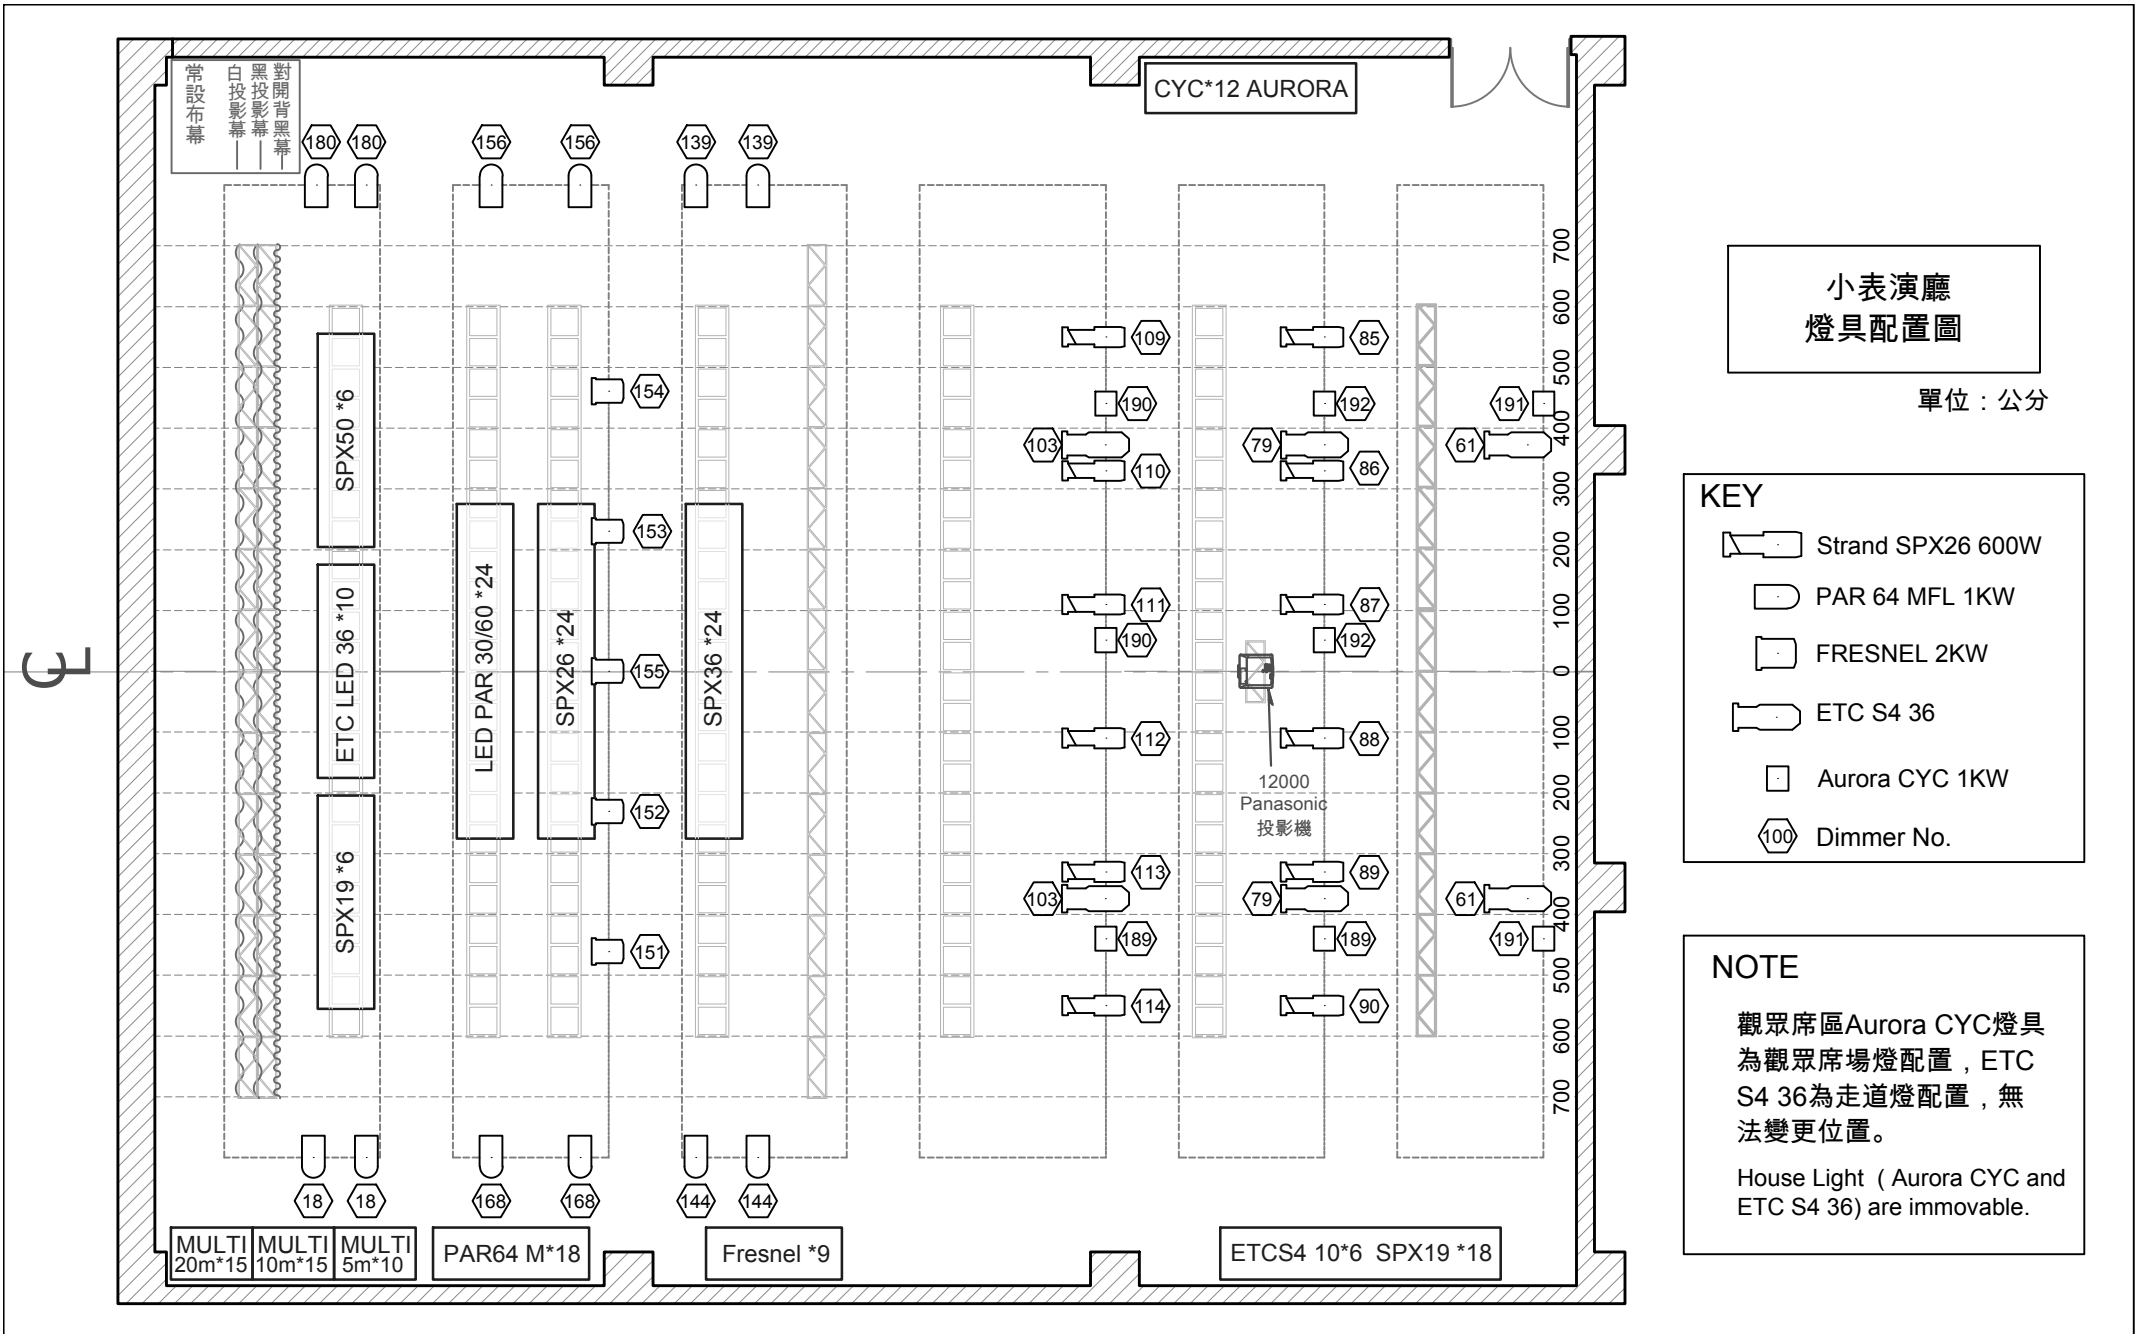 常設布幕
白投影幕
黑投影幕
對開背黑幕
CYC*12 AURORA
180
180
156
156
139
139
700
600
500
400
300
200
100
0
100
200
300
400
500
600
700
109
85
154
190
192
191
103
79
61
110
86
153
111
87
190
192
155
112
88
152
113
89
103
79
61
151
189
189
191
114
90
SPX50 *6
ETC LED 36 *10
SPX19 *6
LED PAR 30/60 *24
SPX26 *24
SPX36 *24
12000
Panasonic
投影機
CL
18
18
168
168
144
144
MULTI
20m*15
MULTI
10m*15
MULTI
5m*10
PAR64 M*18
Fresnel *9
ETCS4 10*6 SPX19 *18
小表演廳
燈具配置圖
單位：公分
KEY
Strand SPX26 600W
PAR 64 MFL 1KW
FRESNEL 2KW
ETC S4 36
Aurora CYC 1KW
100 Dimmer No.
NOTE
觀眾席區Aurora CYC燈具
為觀眾席場燈配置，ETC
S4 36為走道燈配置，無
法變更位置。
House Light ( Aurora CYC and
ETC S4 36) are immovable.